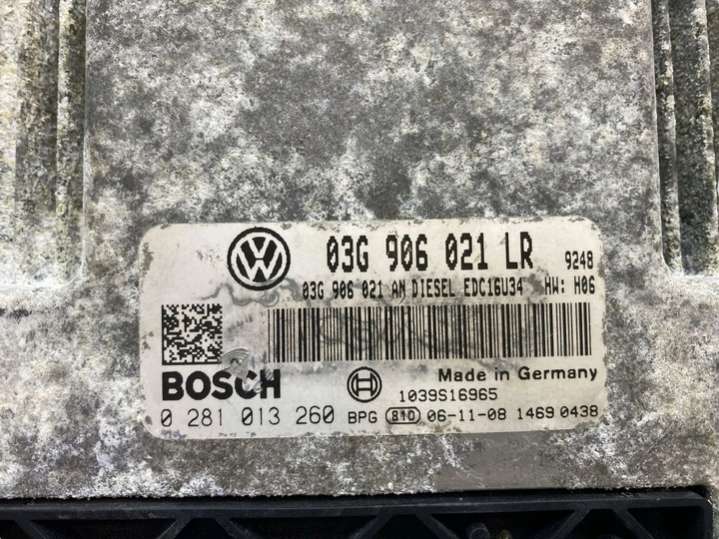 03G 906 021 LR 9248
03G 906 021 AN DIESEL EDC16U34 HW: H06
BOSCH
Made in Germany
1039S16965
0 281 013 260 BPG 810 06-11-08 1469 0438